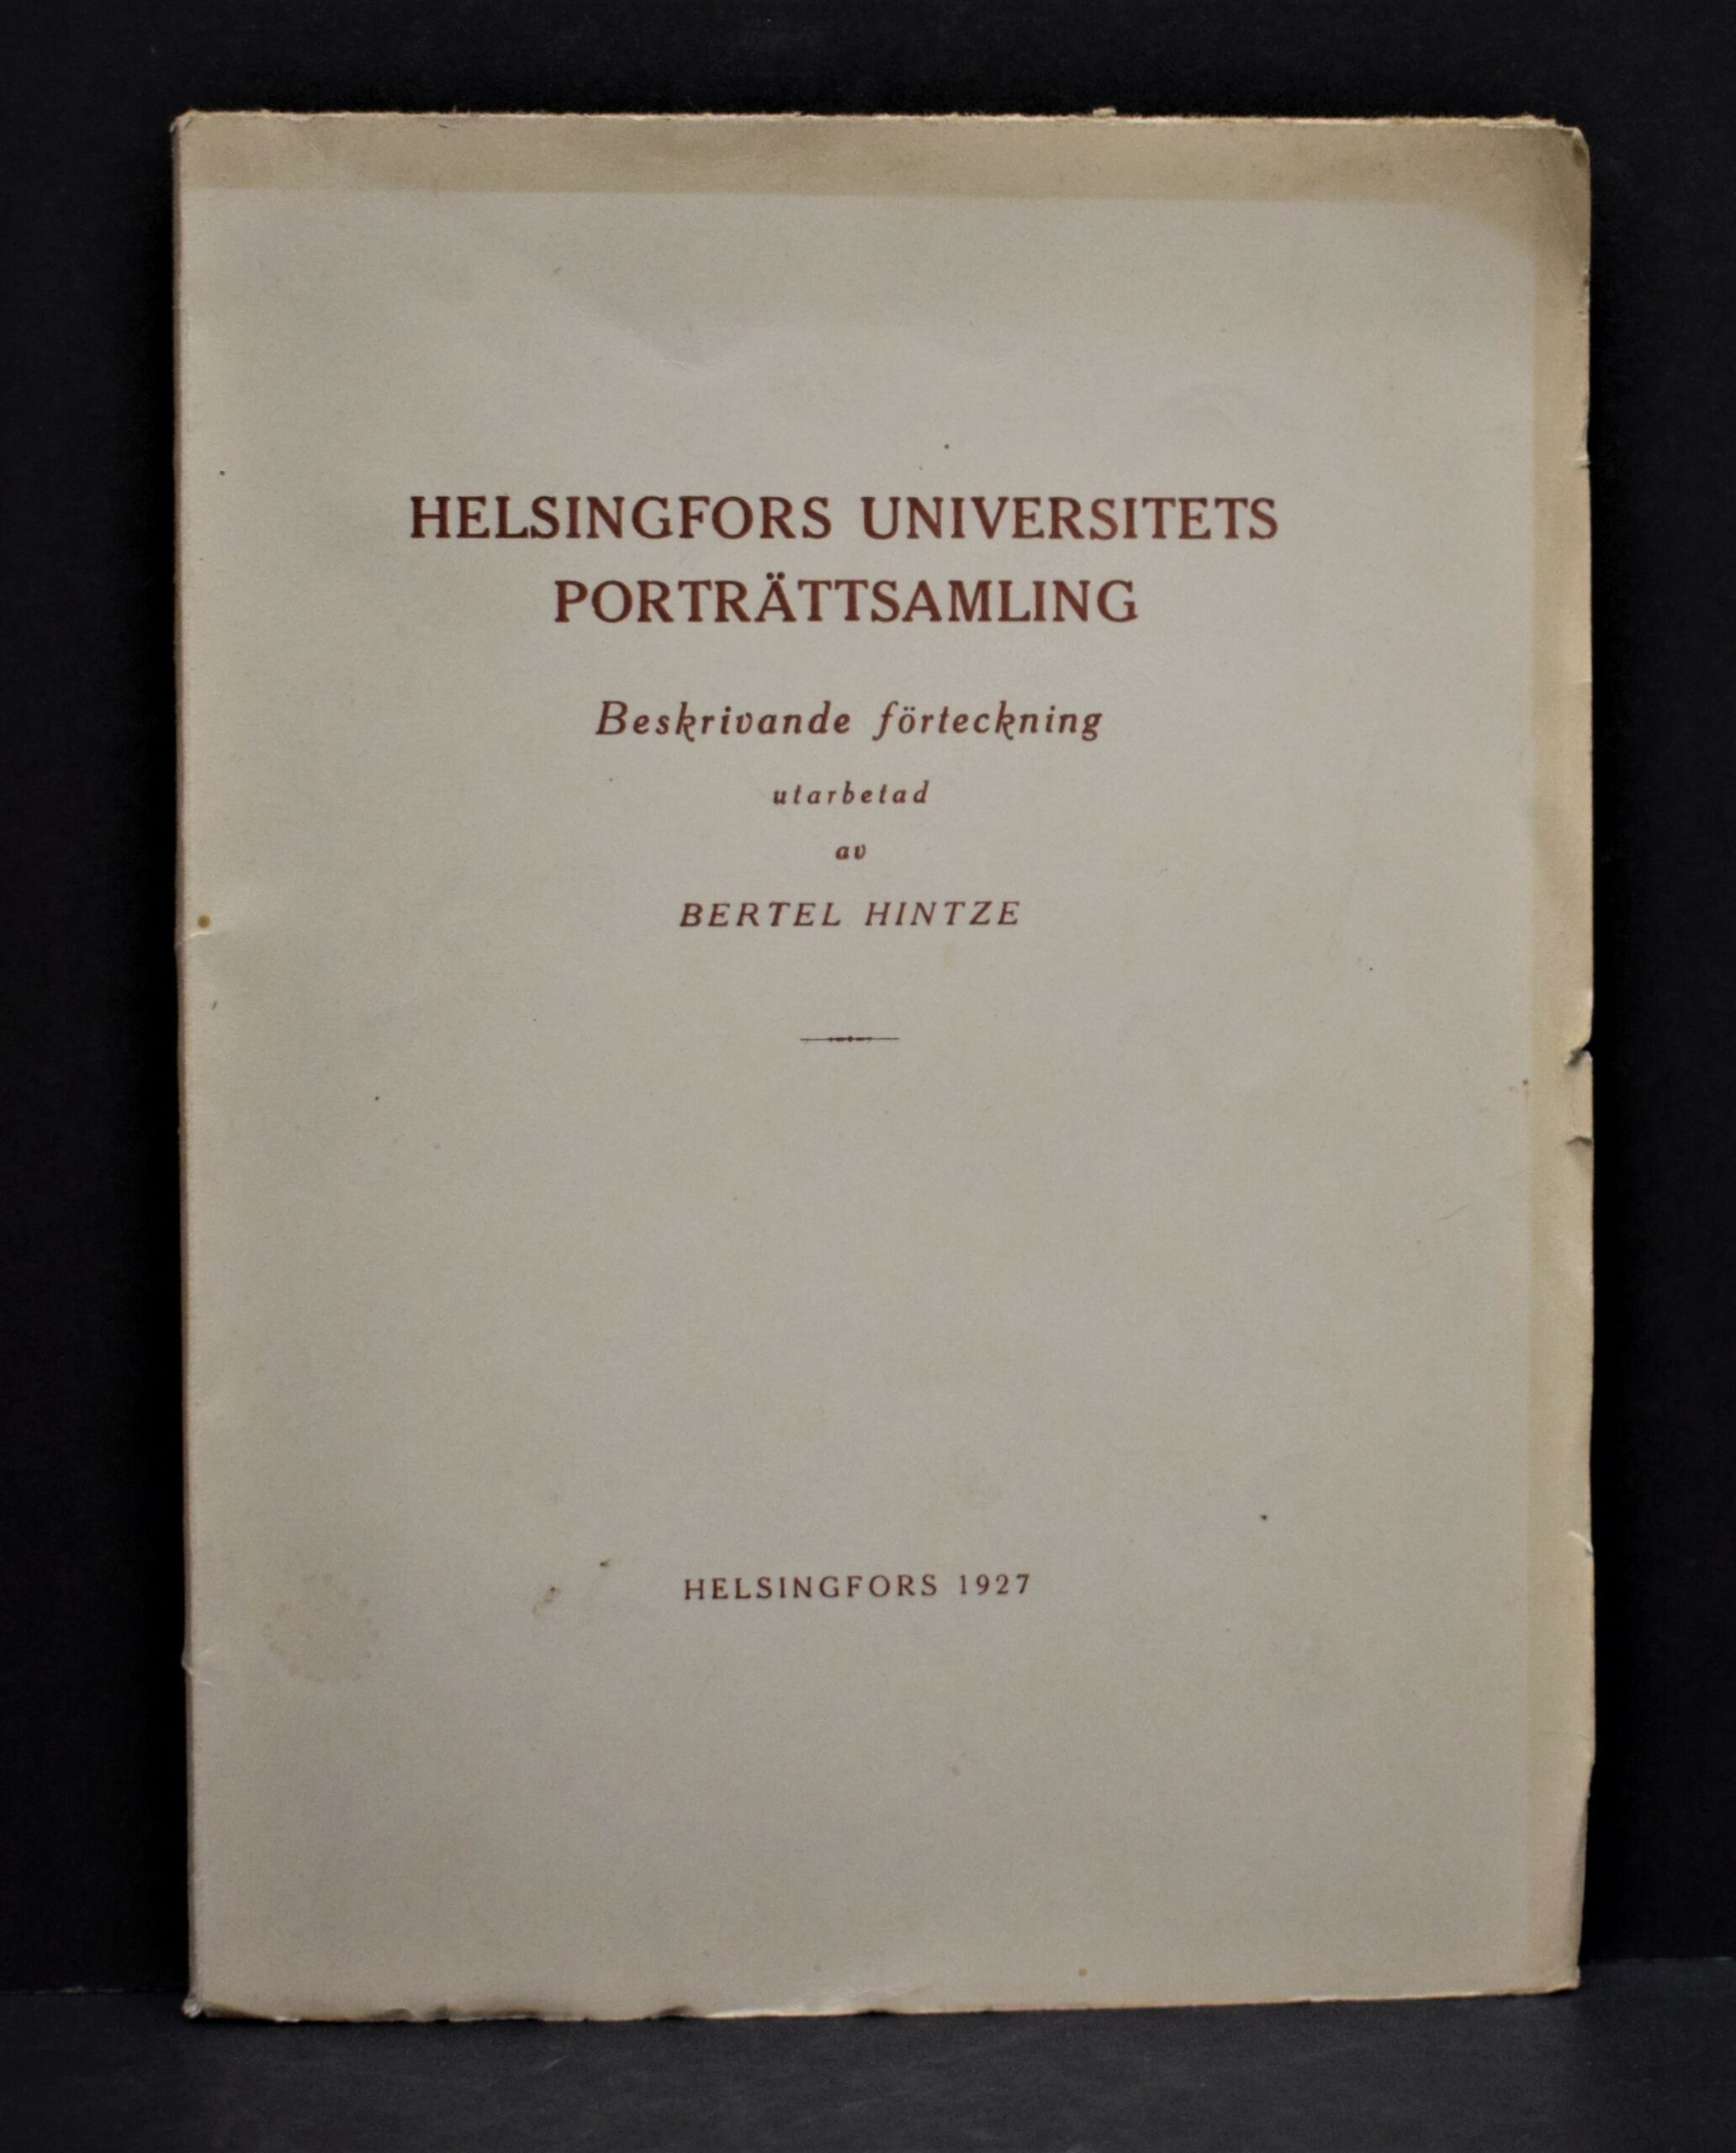 HELSINGFORS UNIVERSITETS
PORTRÄTTSAMLING
Beskrivande förteckning
utarbetad
av
BERTEL HINTZE
HELSINGFORS 1927